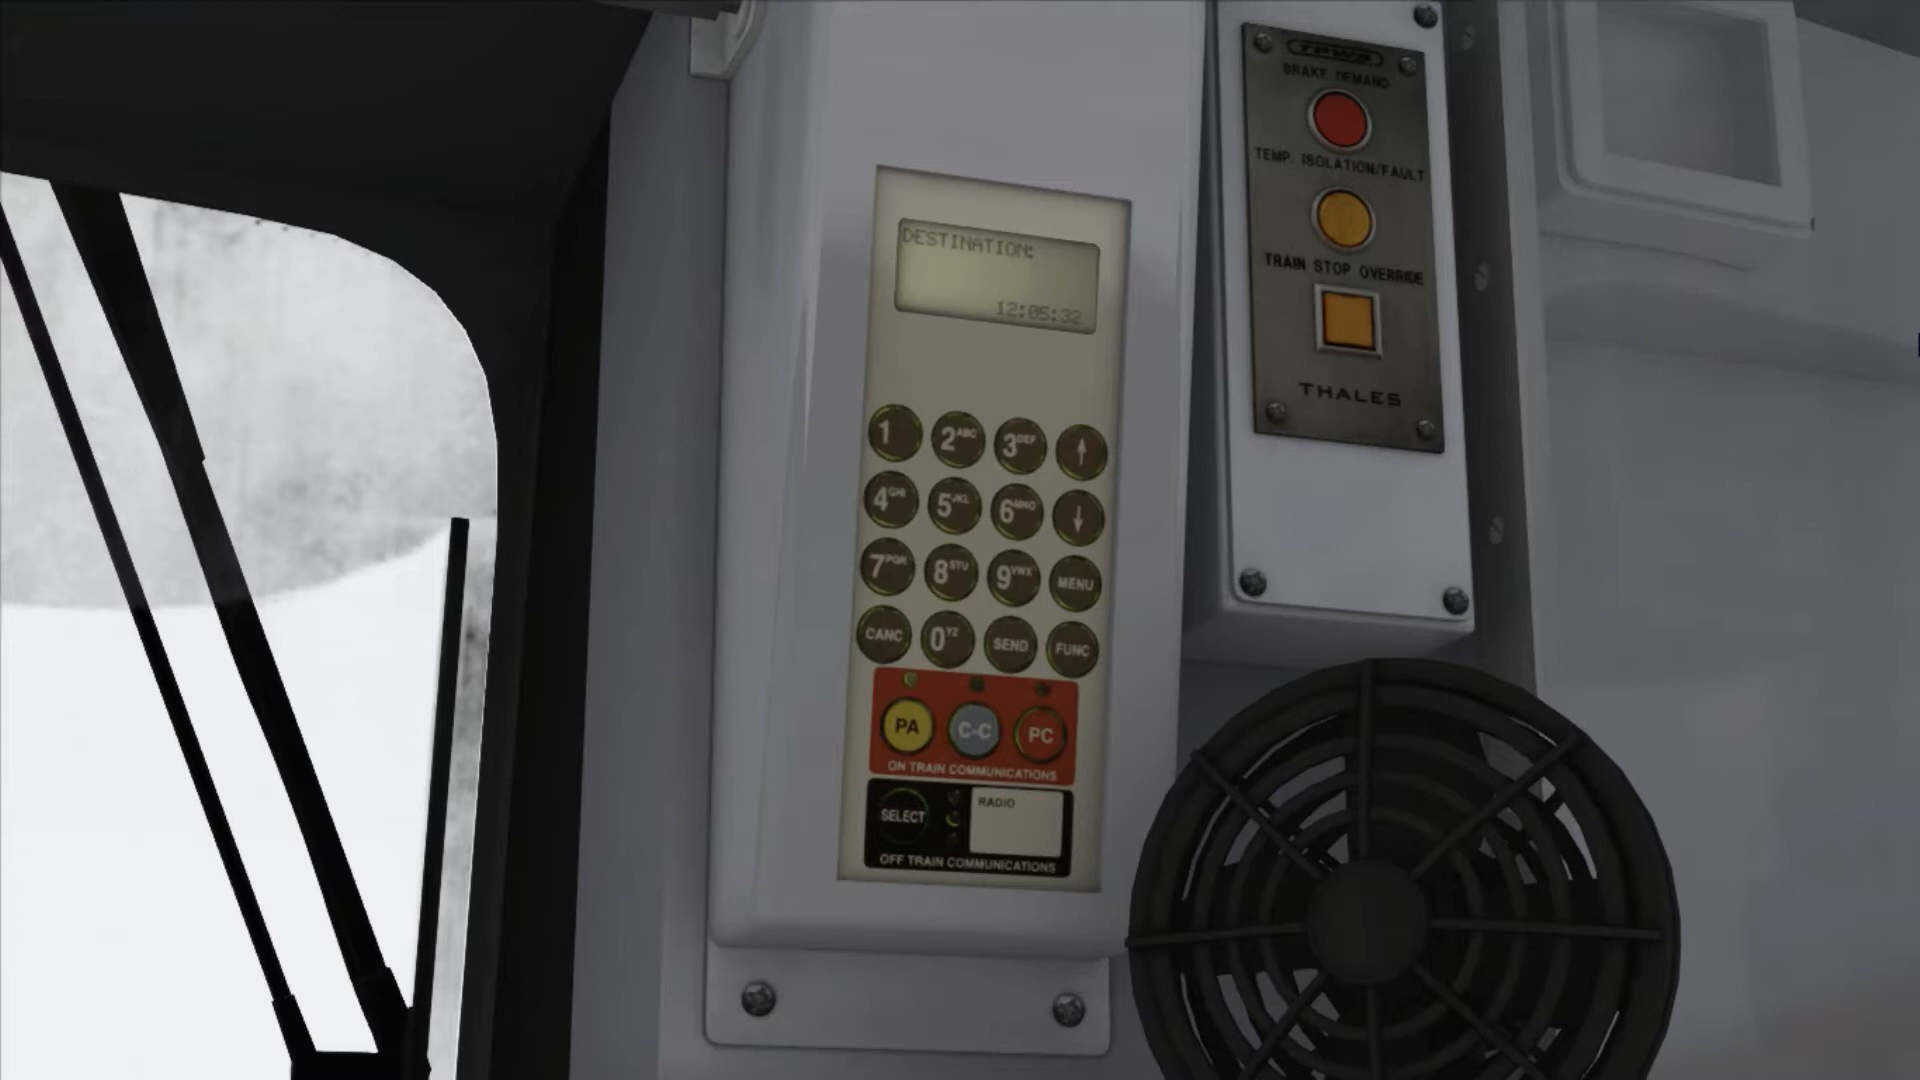 DESTINATION:
12:05:32
1 2ABC 3DEF ↑
4GHI 5JKL 6MNO ↓
7PQR 8STU 9VWX MENU
CANC 0YZ SEND FUNC
PA C-C PC
ON TRAIN COMMUNICATIONS
SELECT RADIO
OFF TRAIN COMMUNICATIONS
TPWS
BRAKE DEMAND
TEMP. ISOLATION/FAULT
TRAIN STOP OVERRIDE
THALES